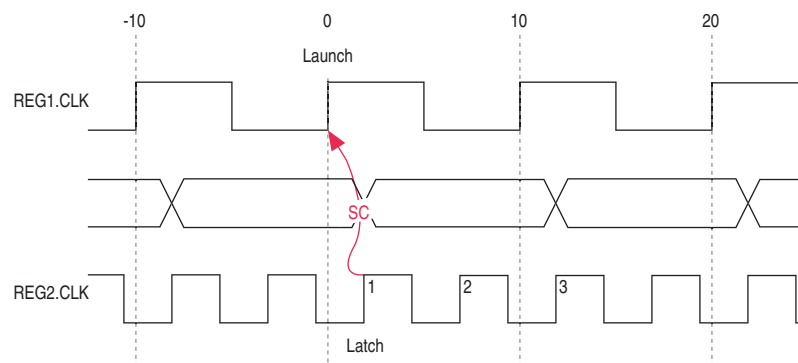 -10 0 10 20
Launch
REG1.CLK
SC
REG2.CLK 1 2 3
Latch